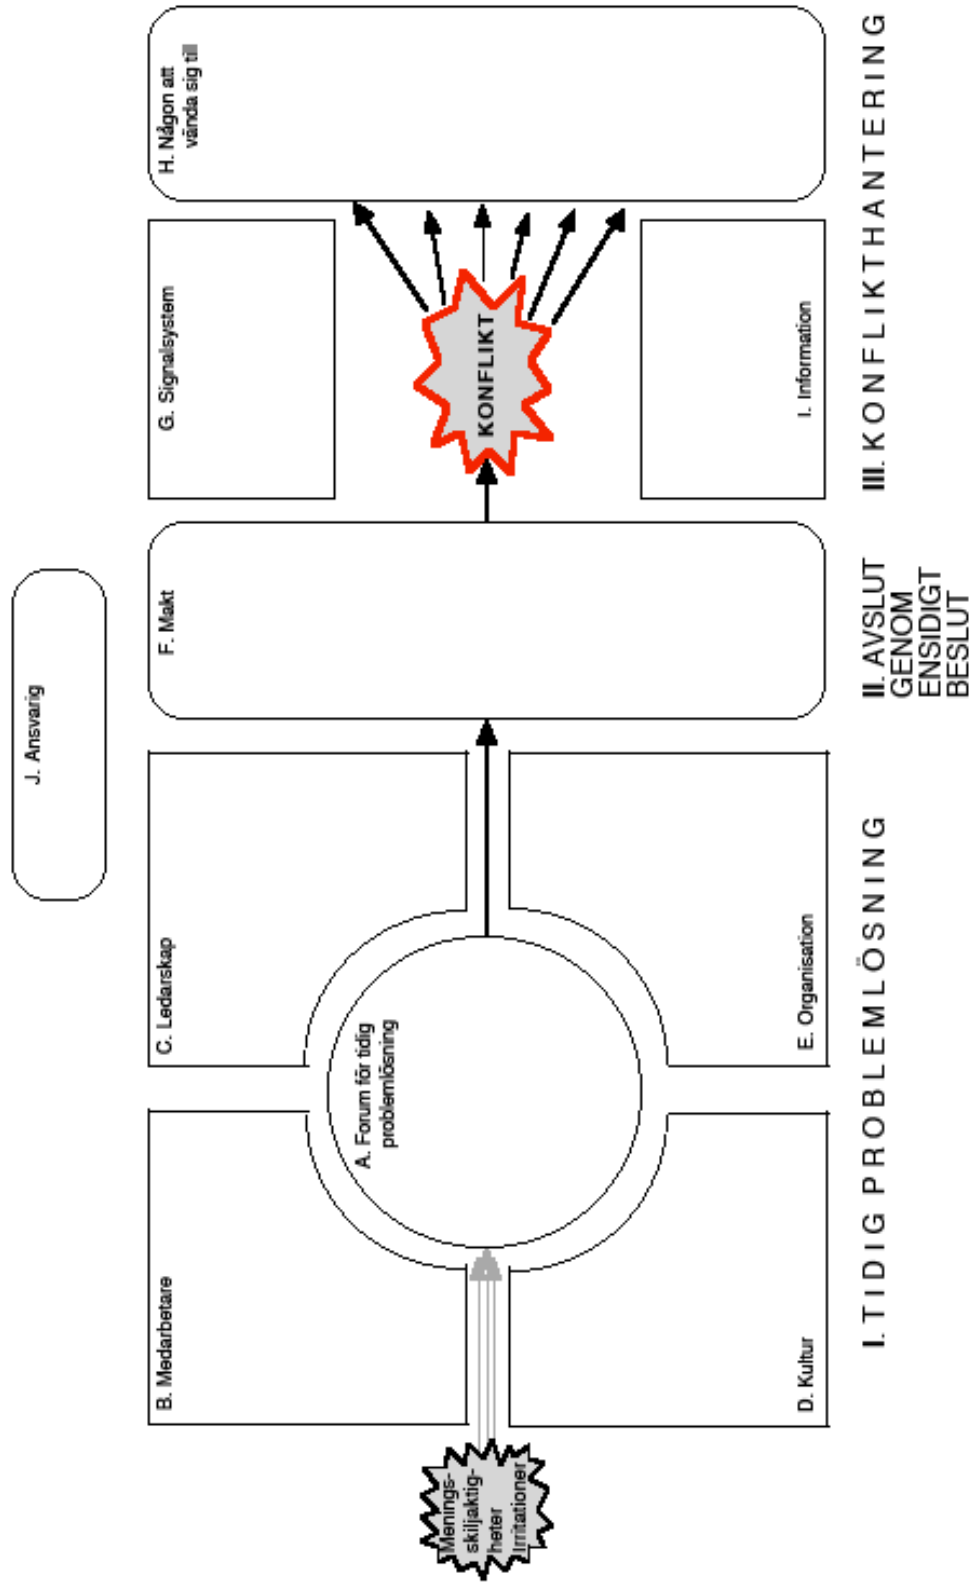 J. Ansvarig
B. Medarbetare
C. Ledarskap
F. Makt
G. Signalsystem
H. Någon att
vända sig till
A. Forum för tidig
problemlösning
Menings-
skiljaktig-
heter
Irritationer
KONFLIKT
D. Kultur
E. Organisation
I. Information
I. TIDIG PROBLEMLÖSNING
II. AVSLUT
GENOM
ENSIDIGT
BESLUT
III. KONFLIKTHANTERING